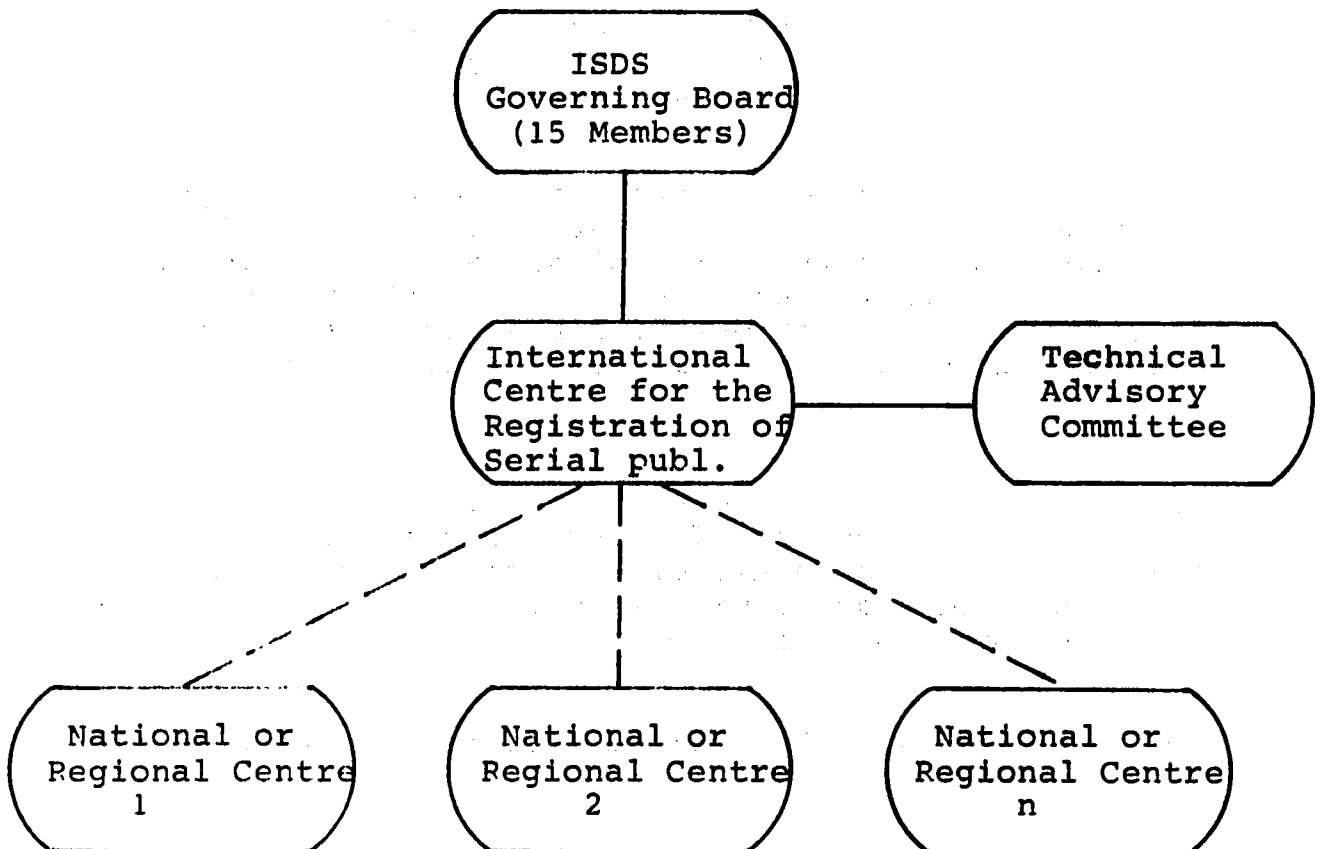 ISDS
Governing Board
(15 Members)
International
Centre for the
Registration of
Serial publ.
Technical
Advisory
Committee
National or
Regional Centre
1
National or
Regional Centre
2
National or
Regional Centre
n